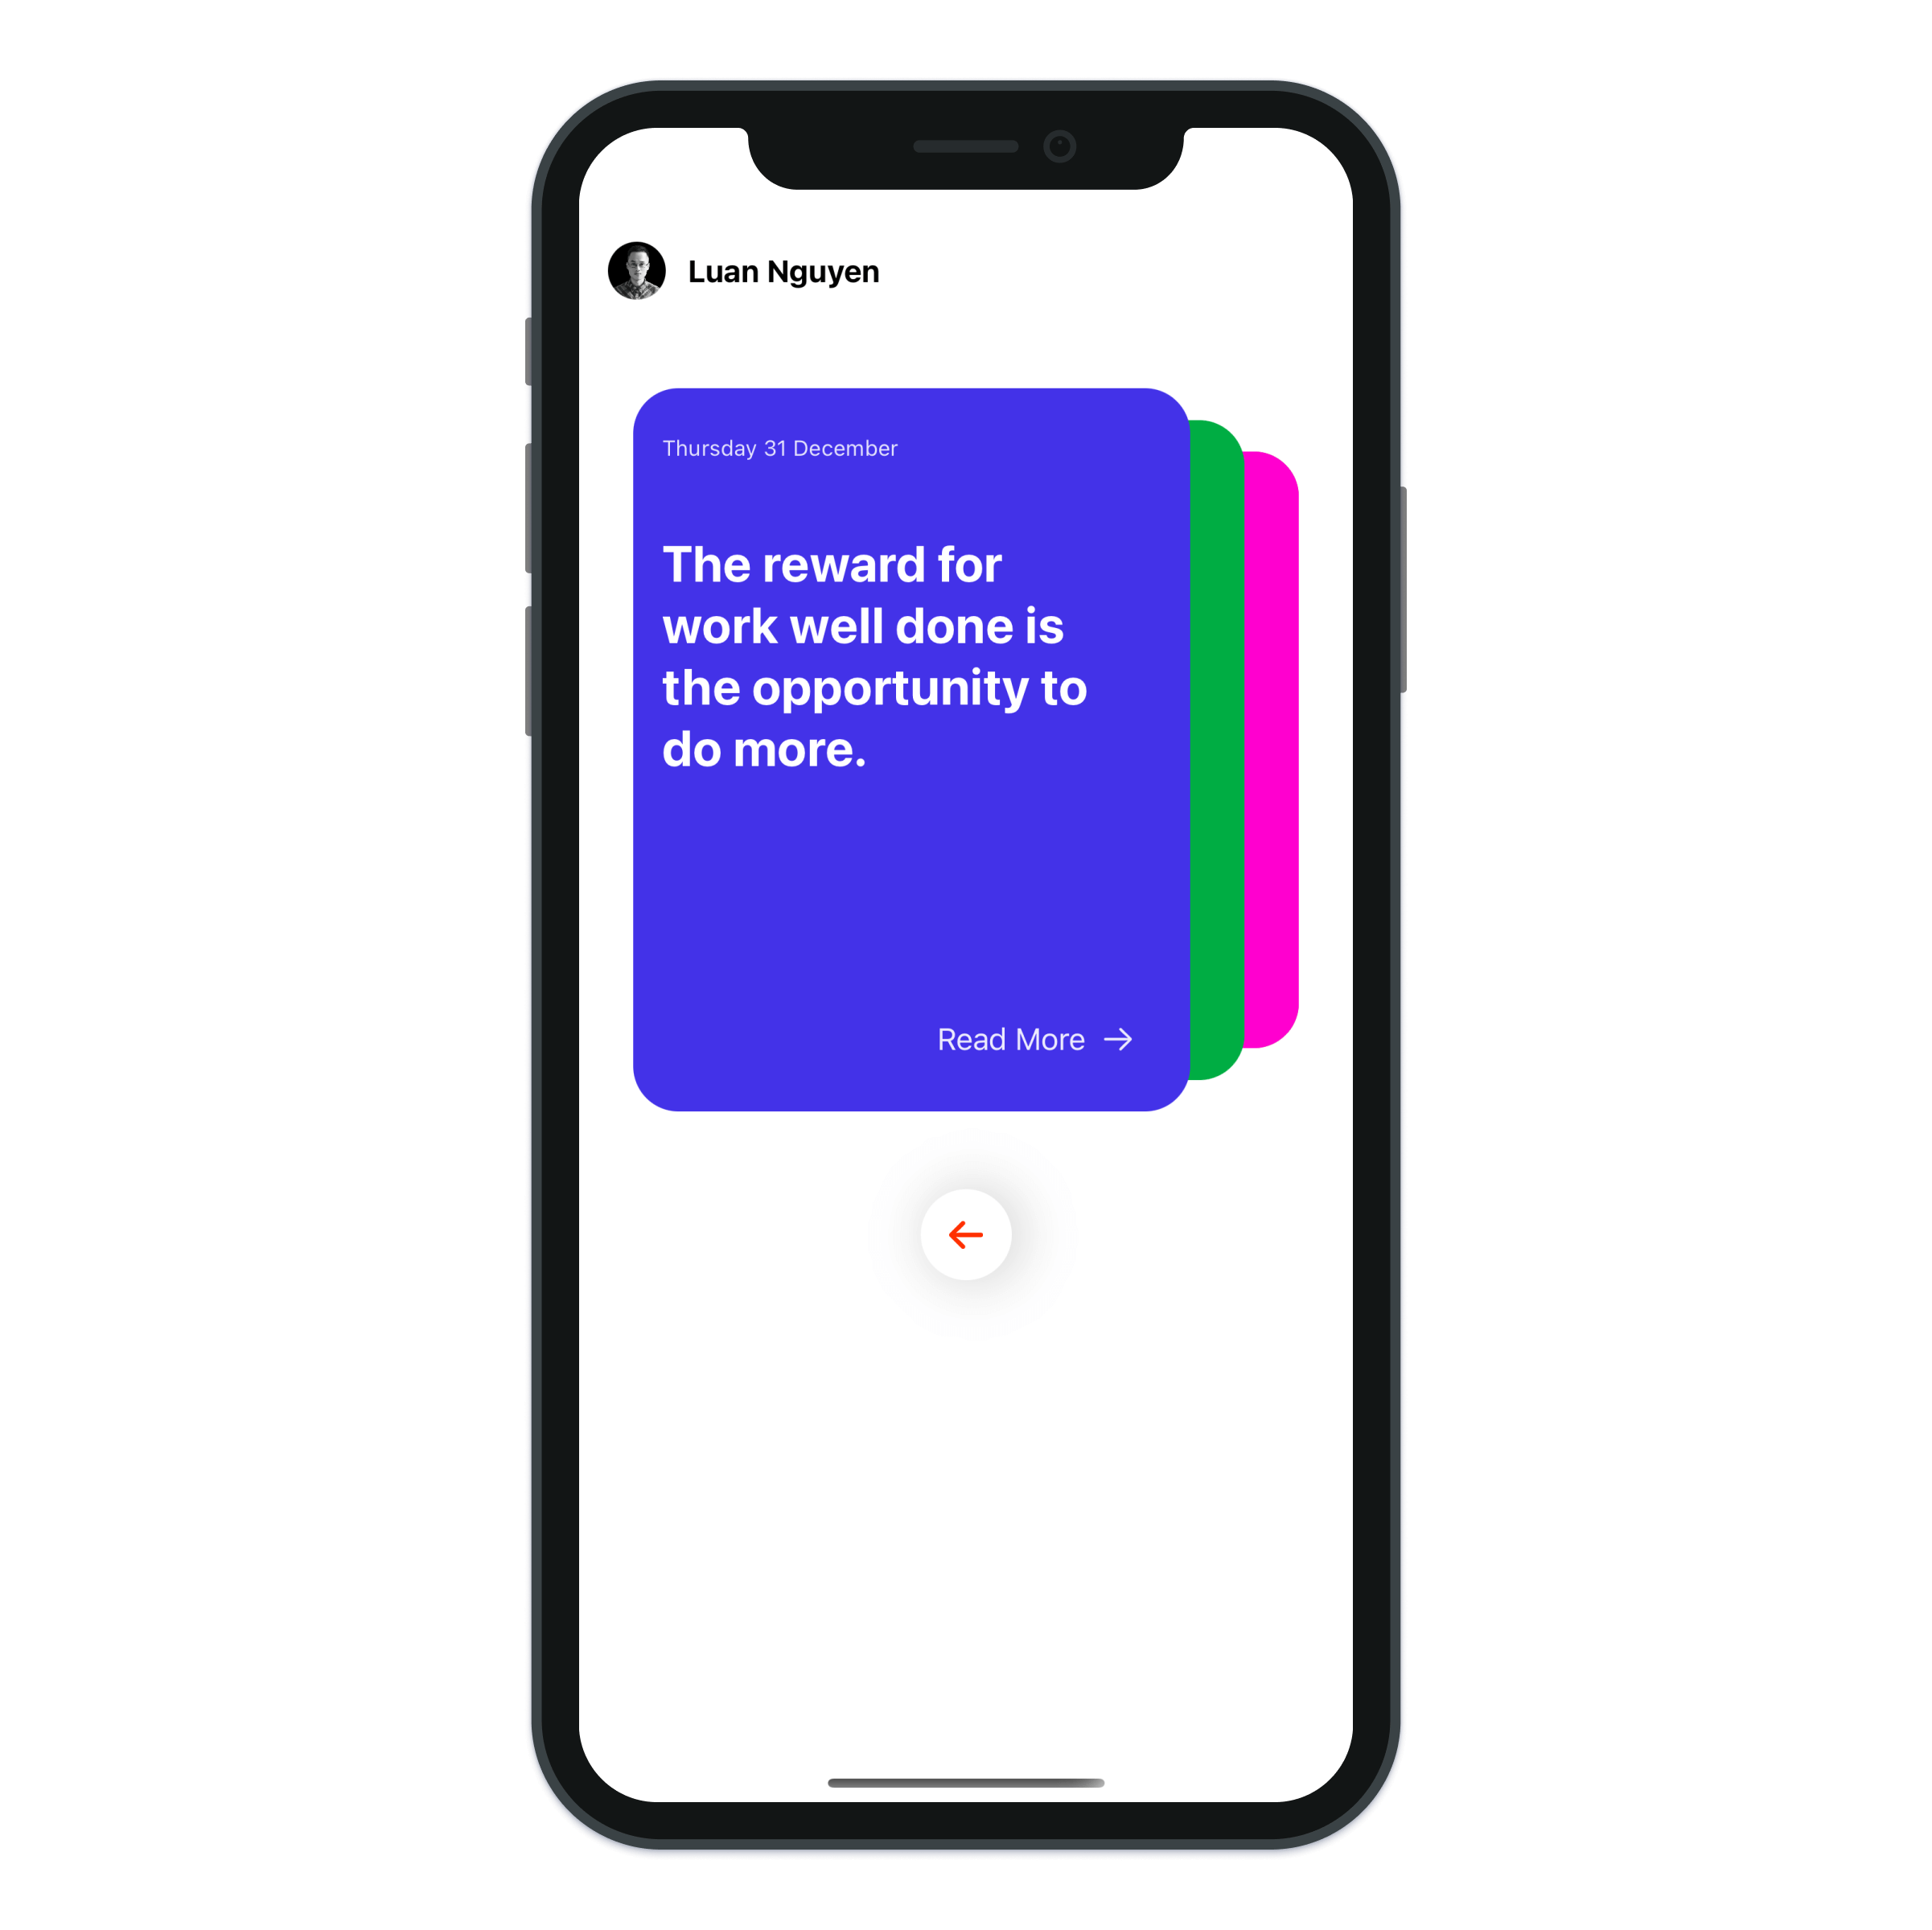 Luan Nguyen
Thursday 31 December
The reward for
work well done is
the opportunity to
do more.
Read More